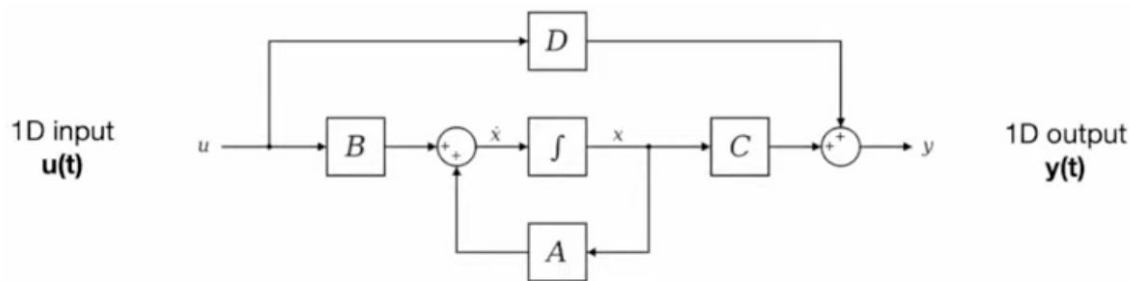 D
1D input
u(t)
u
B
+
+
ẋ
∫
x
C
+
+
y
1D output
y(t)
A